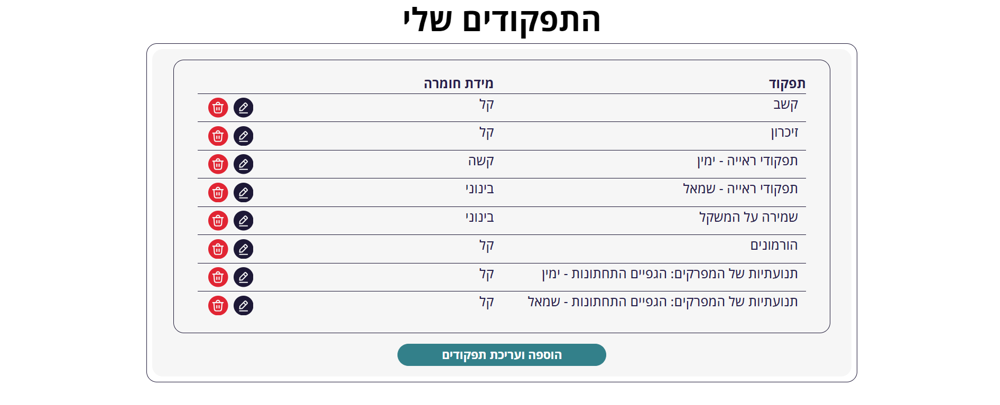 התפקודים שלי
תפקוד מידת חומרה
קשב קל
זיכרון קל
תפקודי ראייה - ימין קשה
תפקודי ראייה - שמאל בינוני
שמירה על המשקל בינוני
הורמונים קל
תנועתיות של המפרקים: הגפיים התחתונות - ימין קל
תנועתיות של המפרקים: הגפיים התחתונות - שמאל קל
הוספה ועריכת תפקודים